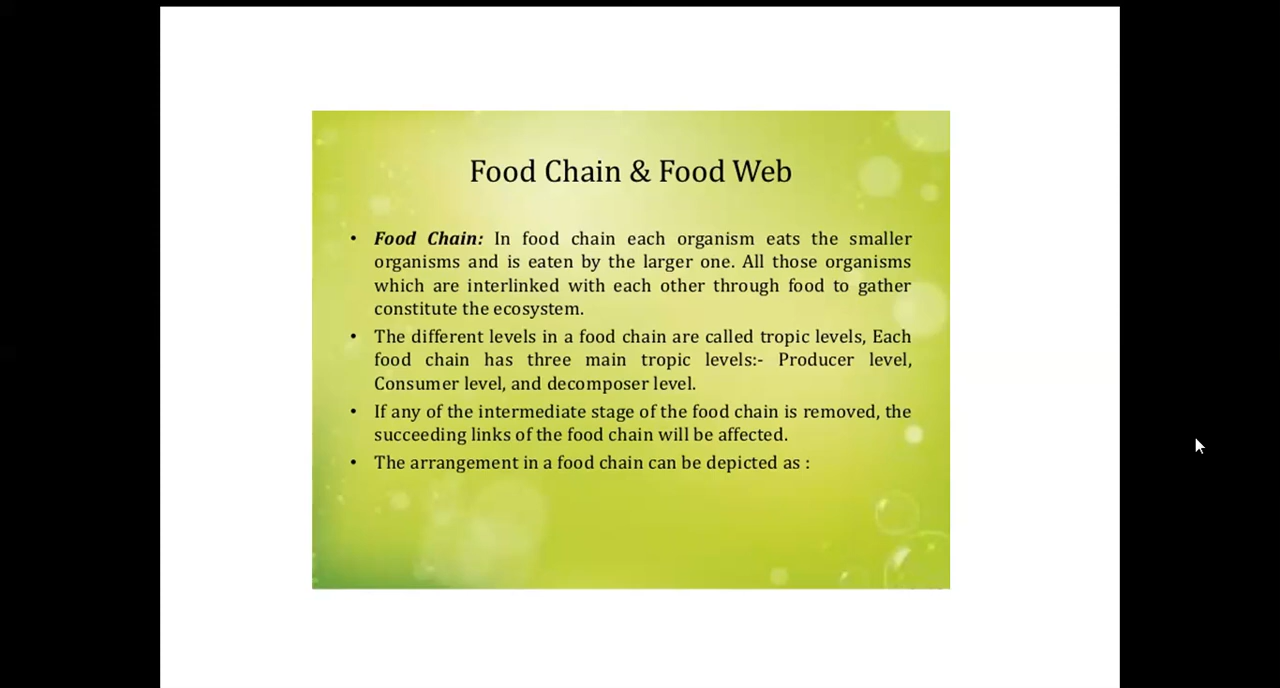 Food Chain & Food Web
• Food Chain: In food chain each organism eats the smaller
organisms and is eaten by the larger one. All those organisms
which are interlinked with each other through food to gather
constitute the ecosystem.
• The different levels in a food chain are called tropic levels, Each
food chain has three main tropic levels:- Producer level,
Consumer level, and decomposer level.
• If any of the intermediate stage of the food chain is removed, the
succeeding links of the food chain will be affected.
• The arrangement in a food chain can be depicted as :